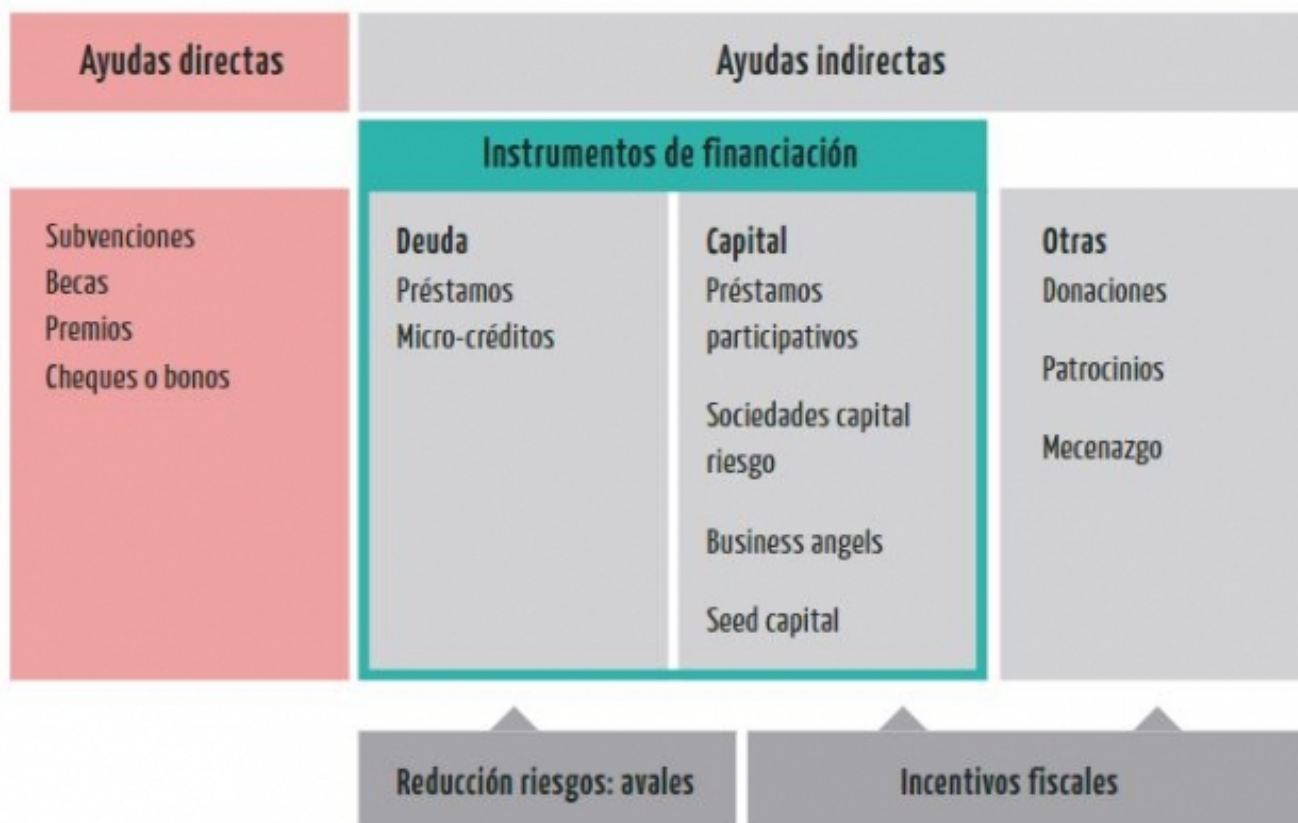 Ayudas directas
Ayudas indirectas
Instrumentos de financiación
Subvenciones
Becas
Premios
Cheques o bonos
Deuda
Préstamos
Micro-créditos
Capital
Préstamos
participativos
Sociedades capital
riesgo
Business angels
Seed capital
Otras
Donaciones
Patrocinios
Mecenazgo
Reducción riesgos: avales
Incentivos fiscales